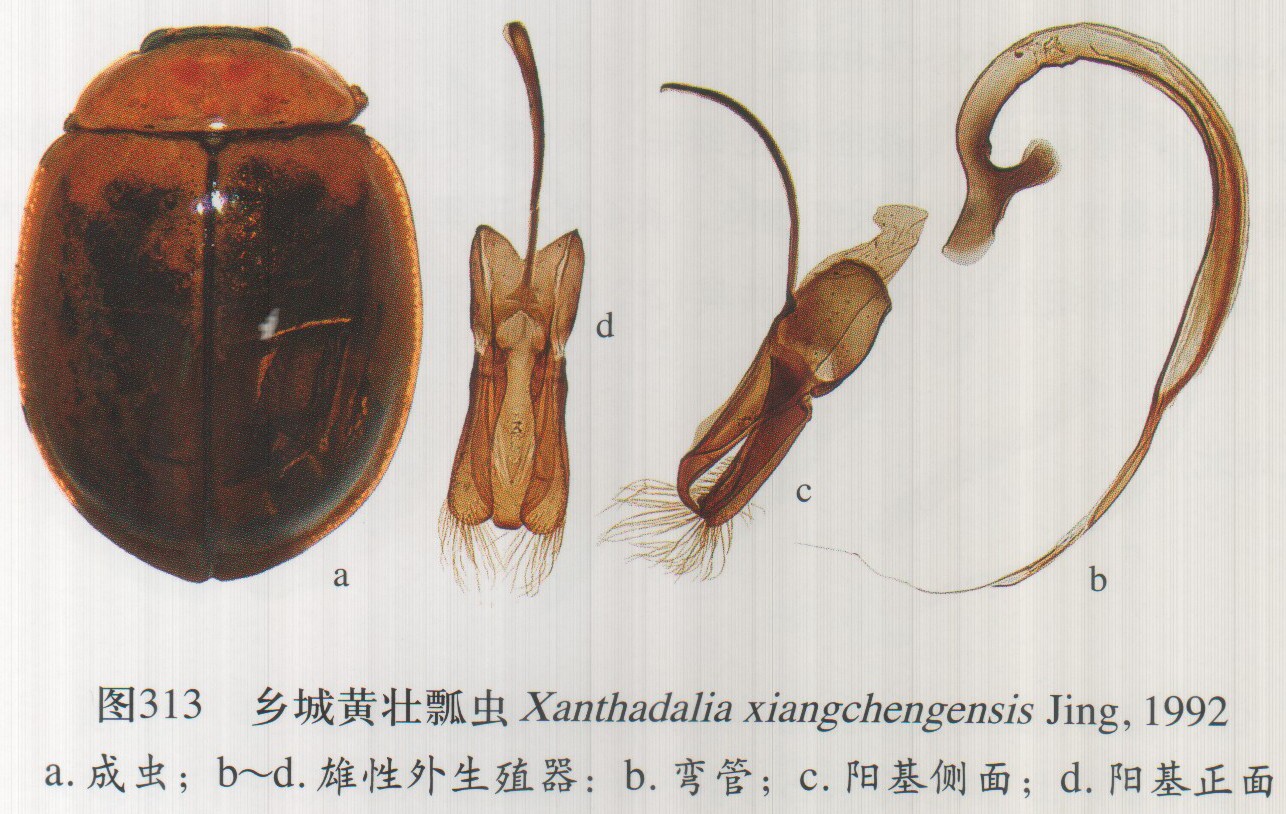 a
d
c
b
图313 乡城黄壮瓢虫 Xanthadalia xiangchengensis Jing, 1992
a. 成虫；b~d. 雄性外生殖器：b. 弯管；c. 阳基侧面；d. 阳基正面